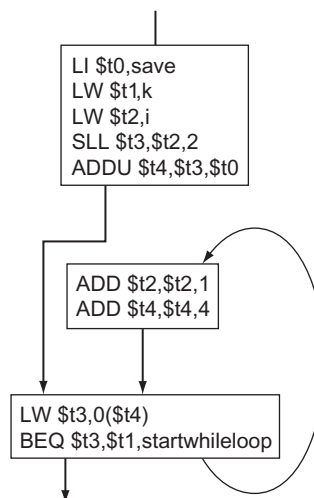 LI $t0,save
LW $t1,k
LW $t2,i
SLL $t3,$t2,2
ADDU $t4,$t3,$t0
ADD $t2,$t2,1
ADD $t4,$t4,4
LW $t3,0($t4)
BEQ $t3,$t1,startwhileloop